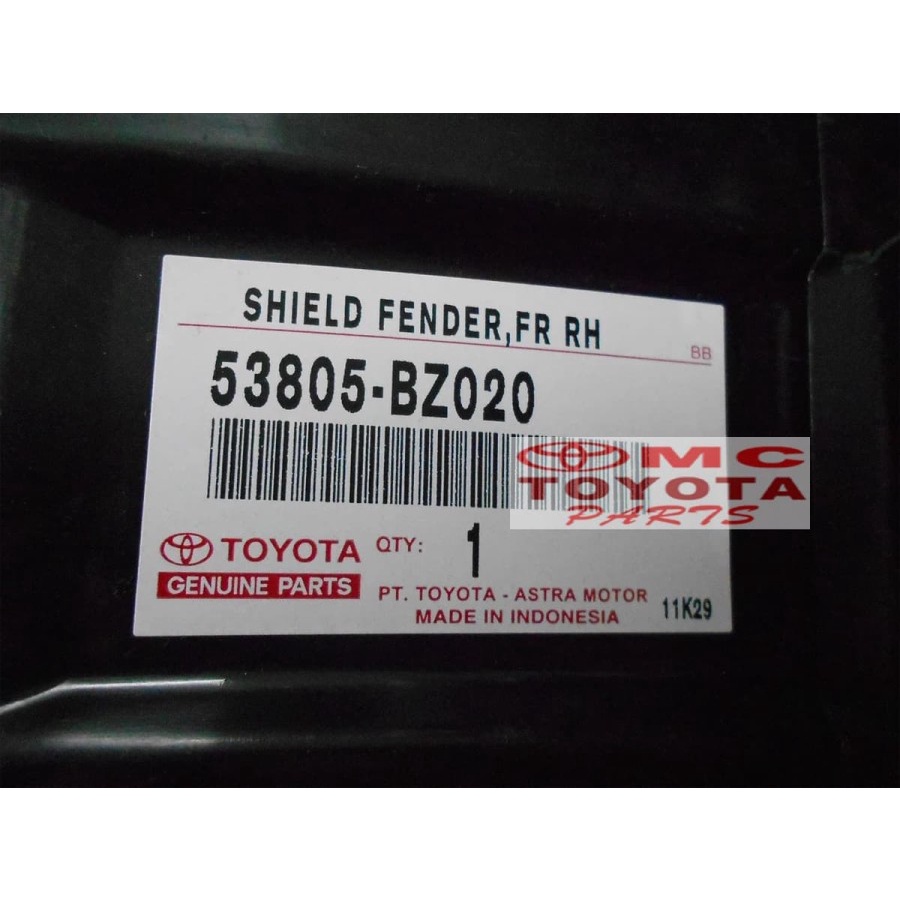 SHIELD FENDER,FR RH
BB
53805-BZ020
MC
TOYOTA
PARTS
TOYOTA
GENUINE PARTS
QTY: 1
PT. TOYOTA - ASTRA MOTOR
MADE IN INDONESIA
11K29